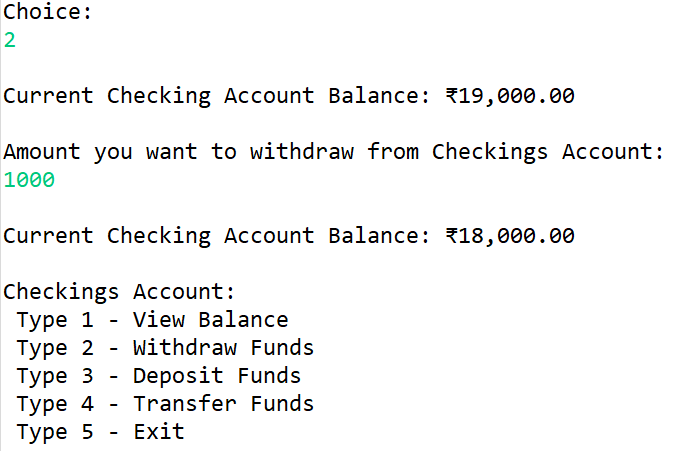 Choice:
2
Current Checking Account Balance: ₹19,000.00
Amount you want to withdraw from Checkings Account:
1000
Current Checking Account Balance: ₹18,000.00
Checkings Account:
Type 1 - View Balance
Type 2 - Withdraw Funds
Type 3 - Deposit Funds
Type 4 - Transfer Funds
Type 5 - Exit